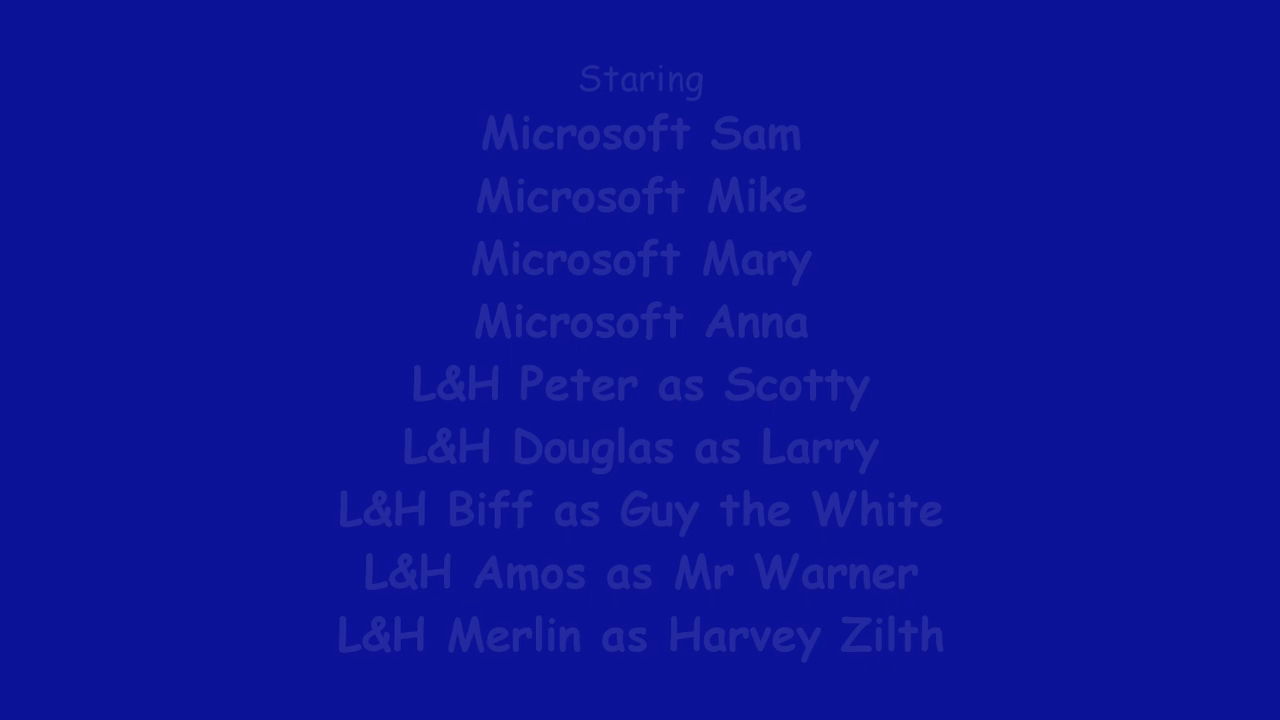 Staring
Microsoft Sam
Microsoft Mike
Microsoft Mary
Microsoft Anna
L&H Peter as Scotty
L&H Douglas as Larry
L&H Biff as Guy the White
L&H Amos as Mr Warner
L&H Merlin as Harvey Zilth